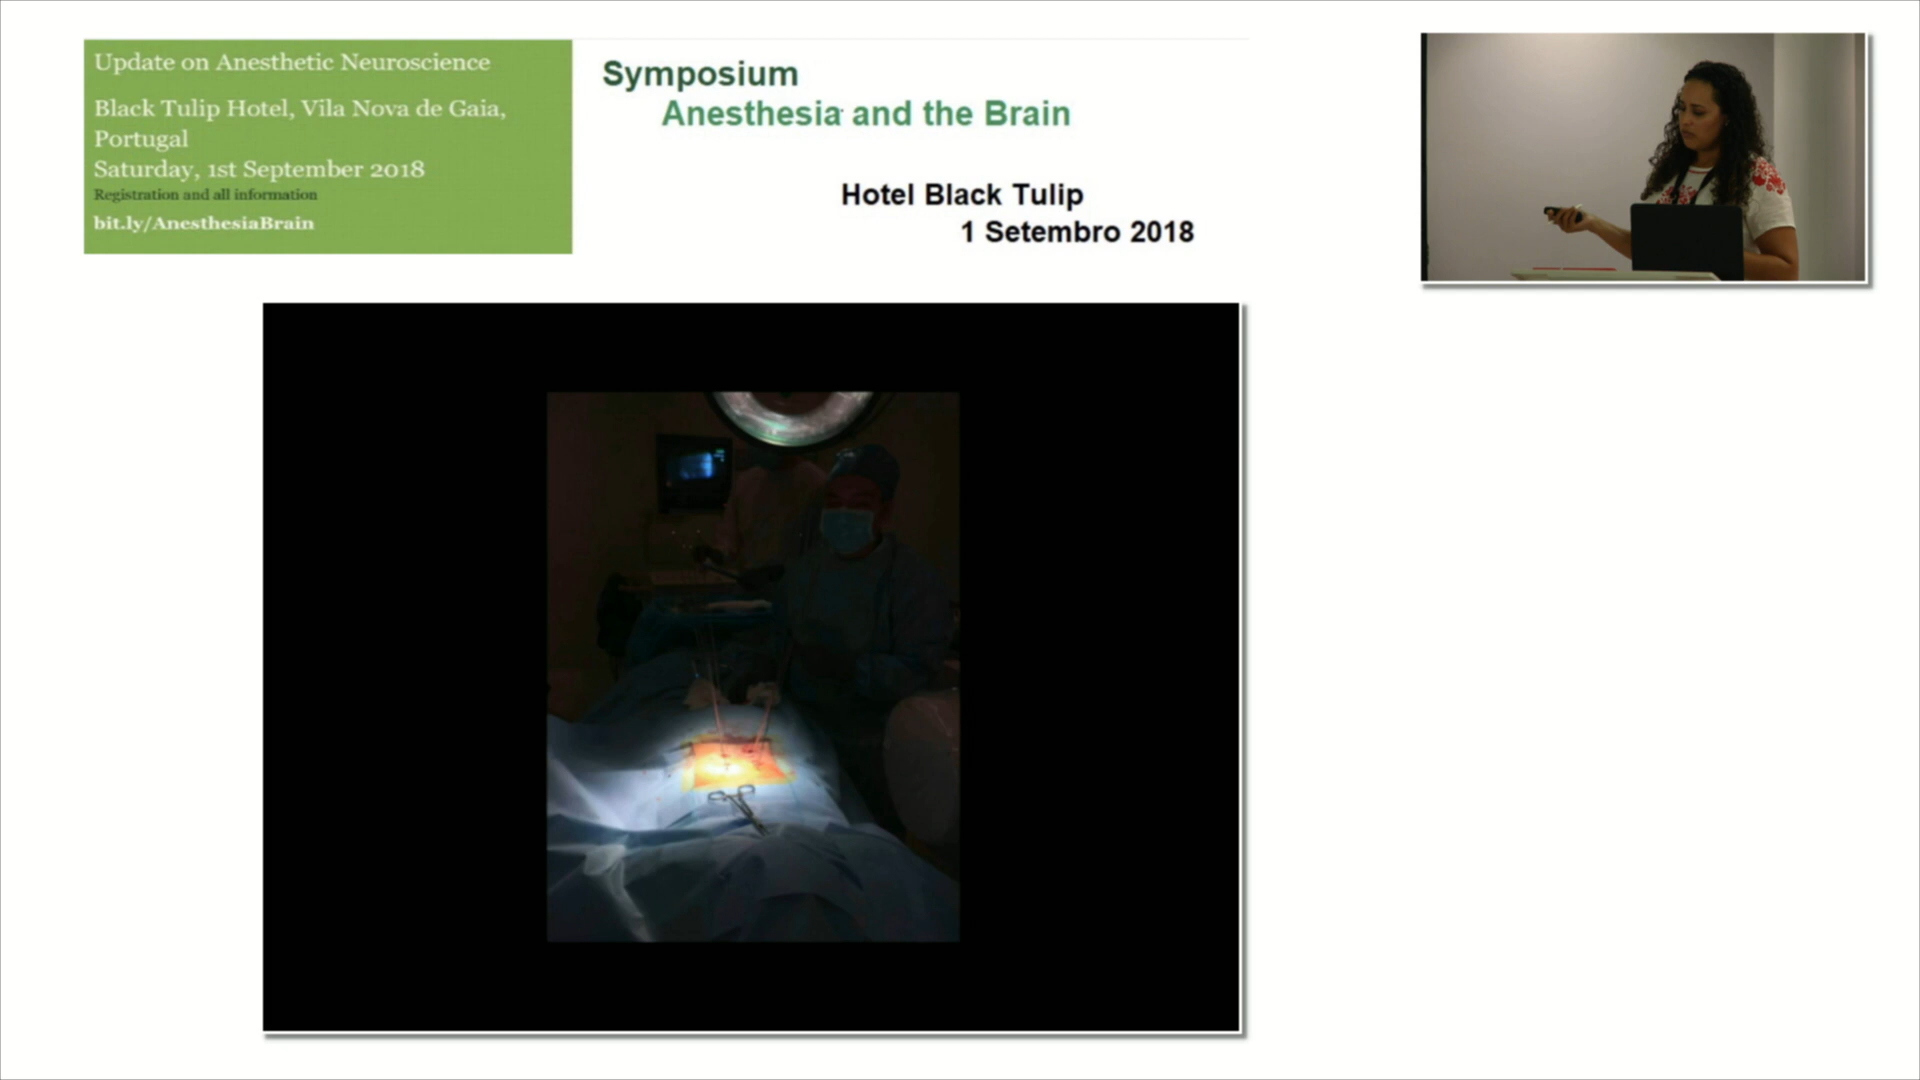 Update on Anesthetic Neuroscience
Black Tulip Hotel, Vila Nova de Gaia,
Portugal
Saturday, 1st September 2018
Registration and all information
bit.ly/AnesthesiaBrain
Symposium
Anesthesia and the Brain
Hotel Black Tulip
1 Setembro 2018